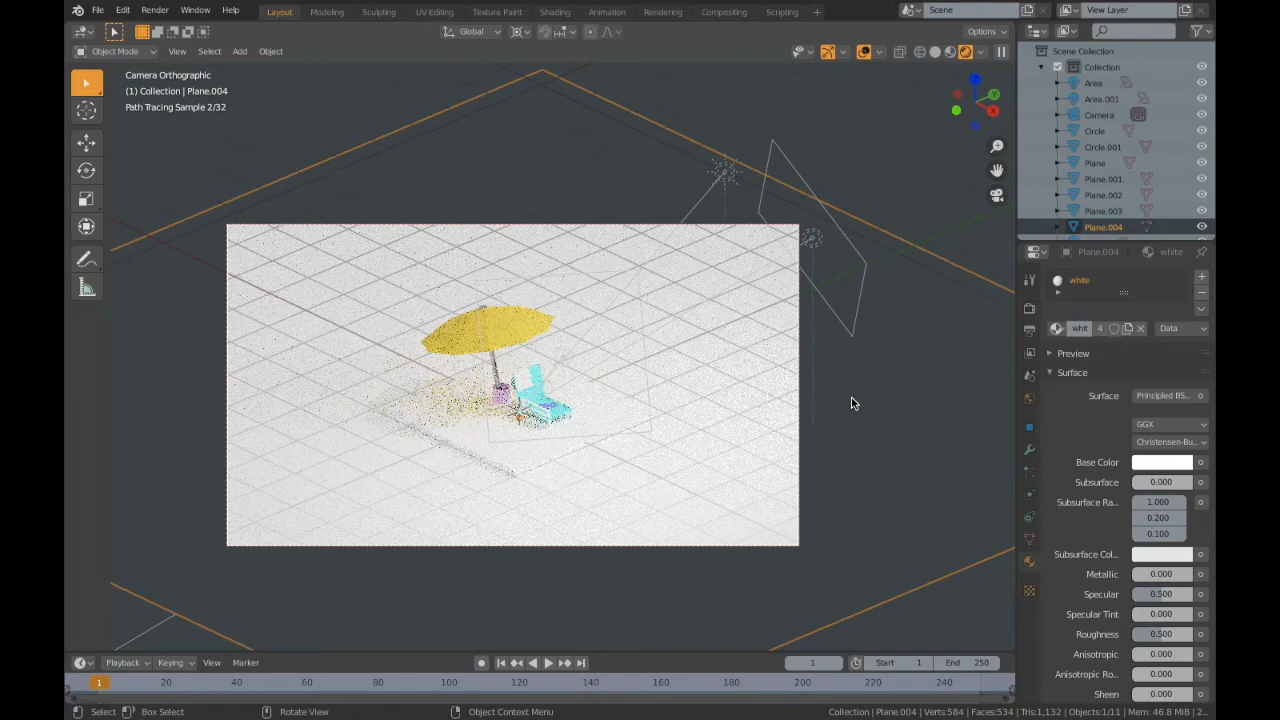 File Edit Render Window Help Layout Modeling Sculpting UV Editing Texture Paint Shading Animation Rendering Compositing Scripting + Scene View Layer
Global Options
Object Mode View Select Add Object
Scene Collection
Camera Orthographic
(1) Collection | Plane.004
Path Tracing Sample 2/32
Z
Y
X
Collection
Area
Area.001
Camera
Circle
Circle.001
Plane
Plane.001
Plane.002
Plane.003
Plane.004
Plane.004 white
white
whit 4 Data
Preview
Surface
Surface Principled BS...
GGX
Christensen-Bu...
Base Color
Subsurface 0.000
Subsurface Ra... 1.000
0.200
0.100
Subsurface Col...
Metallic 0.000
Specular 0.500
Specular Tint 0.000
Roughness 0.500
Anisotropic 0.000
Anisotropic Ro... 0.000
Sheen 0.000
Playback Keying View Marker 1 Start 1 End 250
1 20 40 60 80 100 120 140 160 180 200 220 240
Select Box Select Rotate View Object Context Menu Collection | Plane.004 | Verts:584 | Faces:534 | Tris:1,132 | Objects:1/11 | Mem: 46.8 MiB | 2...